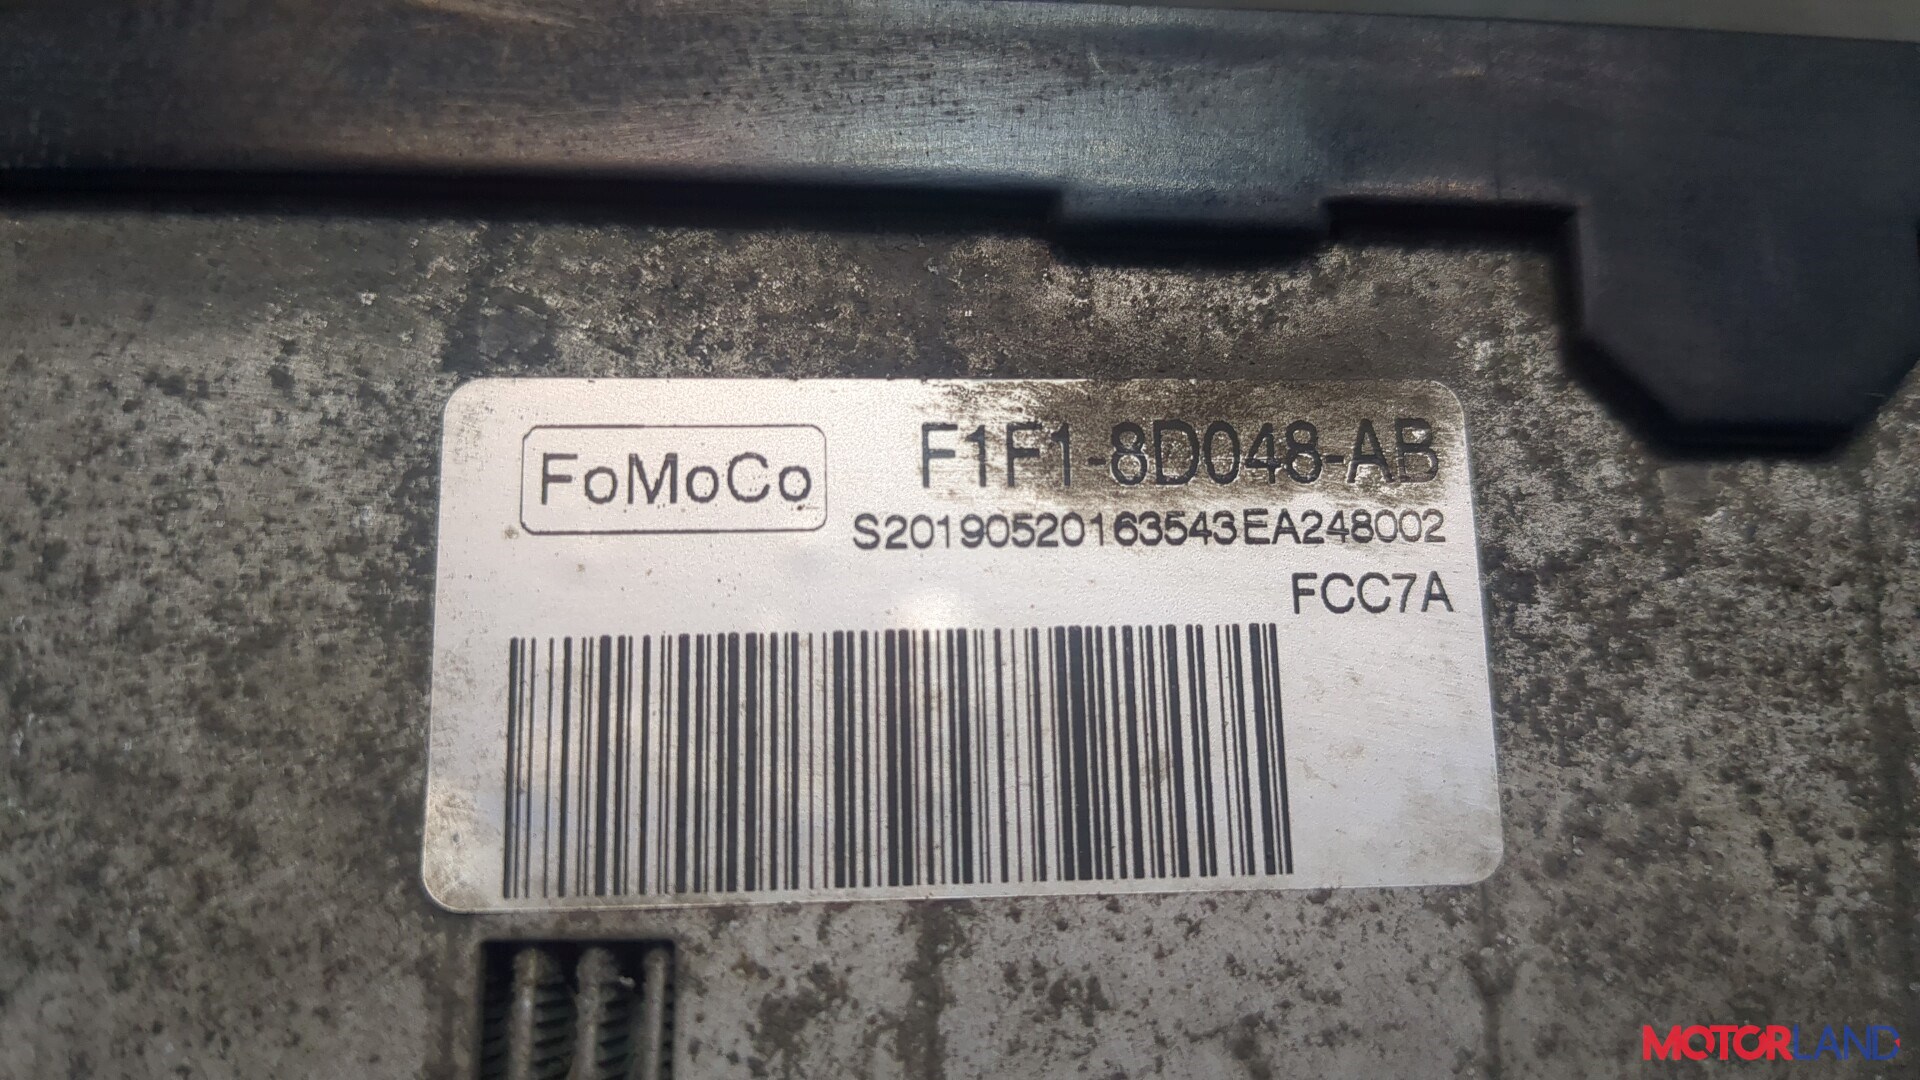 FoMoCo
F1F1-8D048-AB
S20190520163543EA248002
FCC7A
MOTORLAND